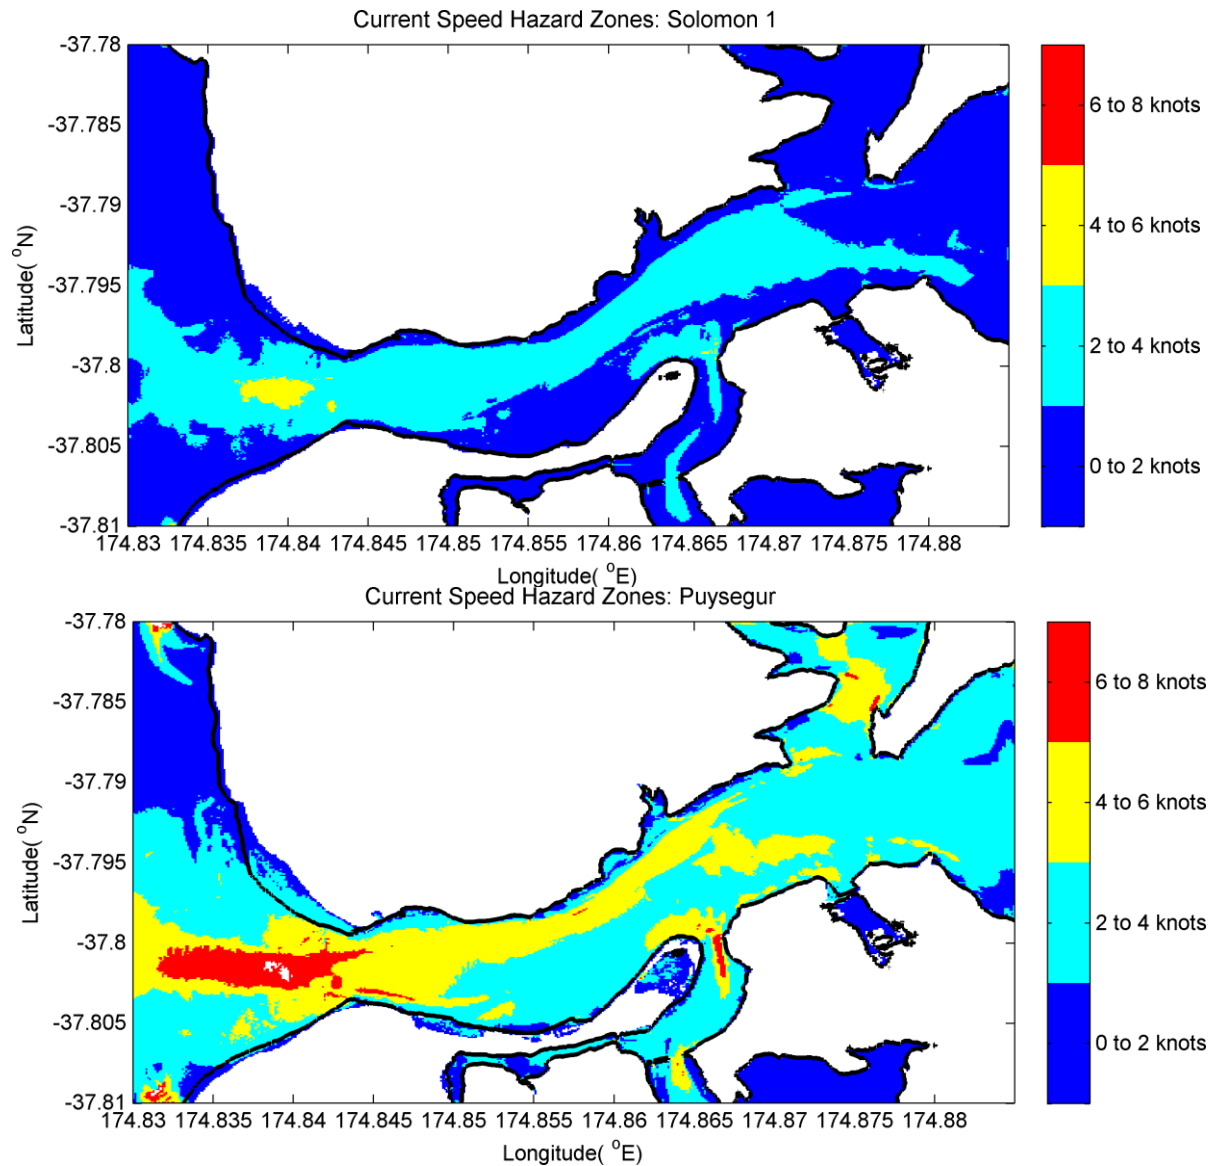 Current Speed Hazard Zones: Solomon 1
-37.78
-37.785
-37.79
-37.795
-37.8
-37.805
-37.81
Latitude( °N)
174.83 174.835 174.84 174.845 174.85 174.855 174.86 174.865 174.87 174.875 174.88
Longitude( °E)
6 to 8 knots
4 to 6 knots
2 to 4 knots
0 to 2 knots
Current Speed Hazard Zones: Puysegur
-37.78
-37.785
-37.79
-37.795
-37.8
-37.805
-37.81
Latitude( °N)
174.83 174.835 174.84 174.845 174.85 174.855 174.86 174.865 174.87 174.875 174.88
Longitude( °E)
6 to 8 knots
4 to 6 knots
2 to 4 knots
0 to 2 knots